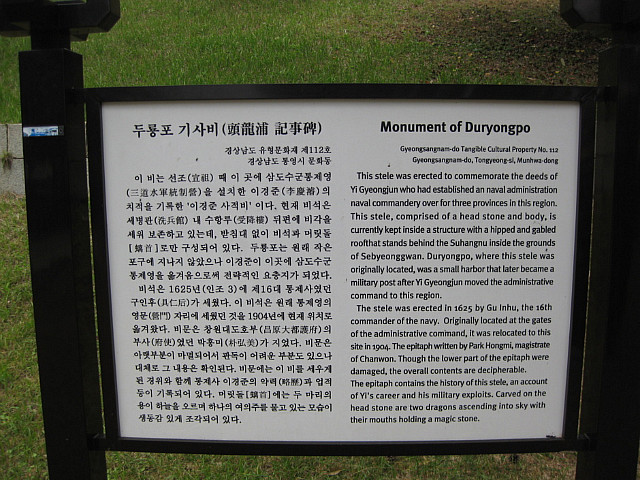 두룡포 기사비(頭龍浦 記事碑)
경상남도 유형문화재 제112호
경상남도 통영시 문화동
이 비는 선조(宣祖) 때 이 곳에 삼도수군통제영
(三道水軍統制營)을 설치한 이경준(李慶濬)의
치적을 기록한 '이경준 사적비' 이다. 현재 비석은
세병관(洗兵館) 내 수항루(受降樓) 뒤편에 비각을
세워 보존하고 있는데, 받침대 없이 비석과 머릿돌
[螭首]로만 구성되어 있다. 두룡포는 원래 작은
포구에 지나지 않았으나 이경준이 이곳에 삼도수군
통제영을 옮겨옴으로써 전략적인 요충지가 되었다.
비석은 1625년(인조 3)에 제16대 통제사였던
구인후(具仁后)가 세웠다. 이 비석은 원래 통제영의
영문(營門) 자리에 세웠던 것을 1904년에 현재 위치로
옮겨왔다. 비문은 창원대도호부(昌原大都護府)의
부사(府使)였던 박홍미(朴弘美)가 지었다. 비문은
아랫부분이 마멸되어서 판독이 어려운 부분도 있으나
대체로 그 내용은 확인된다. 비문에는 이 비를 세우게
된 경위와 함께 통제사 이경준의 약력(略歷)과 업적
등이 기록되어 있다. 머릿돌[螭首]에는 두 마리의
용이 하늘을 오르며 하나의 여의주를 물고 있는 모습이
생동감 있게 조각되어 있다.
Monument of Duryongpo
Gyeongsangnam-do Tangible Cultural Property No. 112
Gyeongsangnam-do, Tongyeong-si, Munhwa-dong
This stele was erected to commemorate the deeds of
Yi Gyeongjun who had established an naval administration
naval commandery over for three provinces in this region.
This stele, comprised of a head stone and body, is
currently kept inside a structure with a hipped and gabled
roofthat stands behind the Suhangnu inside the grounds
of Sebyeonggwan. Duryongpo, where this stele was
originally located, was a small harbor that later became a
military post after Yi Gyeongjun moved the administrative
command to this region.
The stele was erected in 1625 by Gu Inhu, the 16th
commander of the navy. Originally located at the gates
of the administrative command, it was relocated to this
site in 1904. The epitaph written by Park Hongmi, magistrate
of Chanwon. Though the lower part of the epitaph were
damaged, the overall contents are decipherable.
The epitaph contains the history of this stele, an account
of Yi's career and his military exploits. Carved on the
head stone are two dragons ascending into sky with
their mouths holding a magic stone.